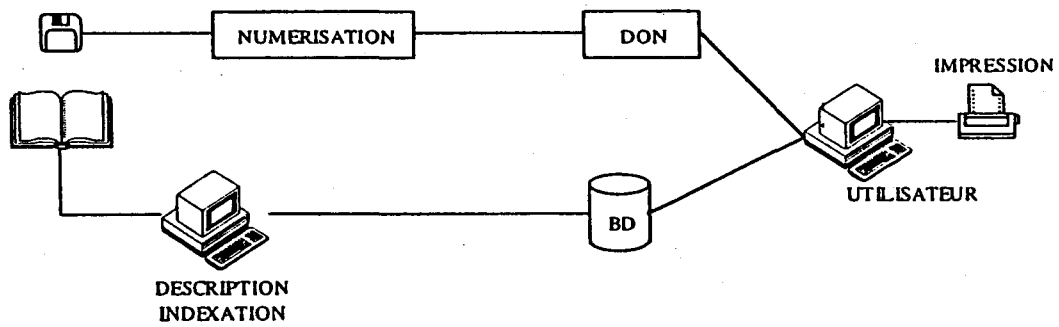 NUMERISATION
DON
IMPRESSION
UTILISATEUR
BD
DESCRIPTION
INDEXATION